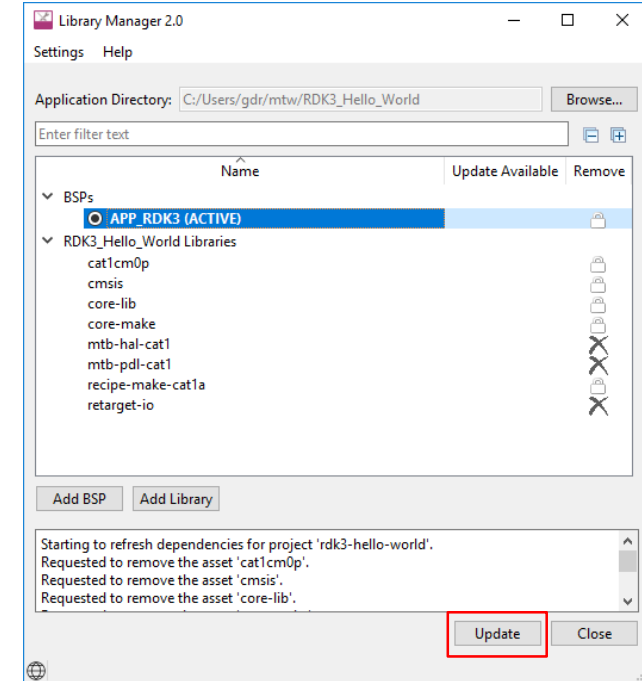 Library Manager 2.0
Settings Help
Application Directory: C:/Users/gdr/mtw/RDK3_Hello_World Browse...
Enter filter text
Name Update Available Remove
BSPs
APP_RDK3 (ACTIVE)
RDK3_Hello_World Libraries
cat1cm0p
cmsis
core-lib
core-make
mtb-hal-cat1
mtb-pdl-cat1
recipe-make-cat1a
retarget-io
Add BSP Add Library
Starting to refresh dependencies for project 'rdk3-hello-world'.
Requested to remove the asset 'cat1cm0p'.
Requested to remove the asset 'cmsis'.
Requested to remove the asset 'core-lib'.
Update Close